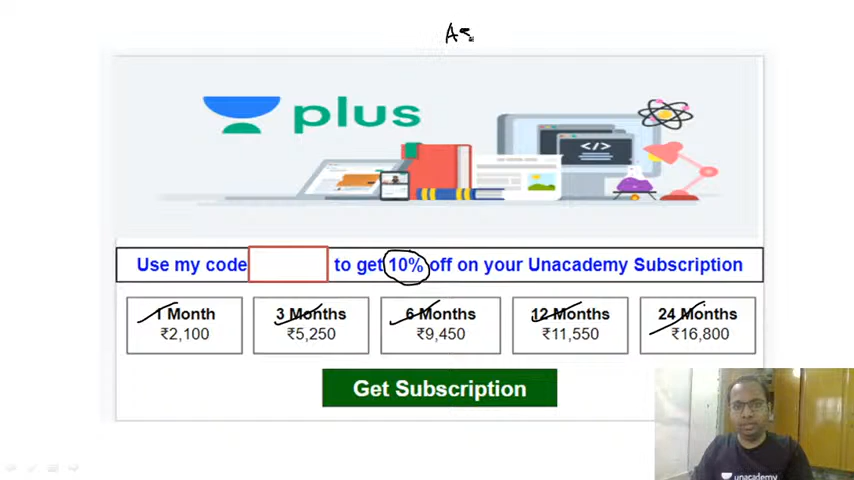 AS
plus
</>
Use my code to get 10% off on your Unacademy Subscription
1 Month 3 Months 6 Months 12 Months 24 Months
₹2,100 ₹5,250 ₹9,450 ₹11,550 ₹16,800
Get Subscription
unacademy